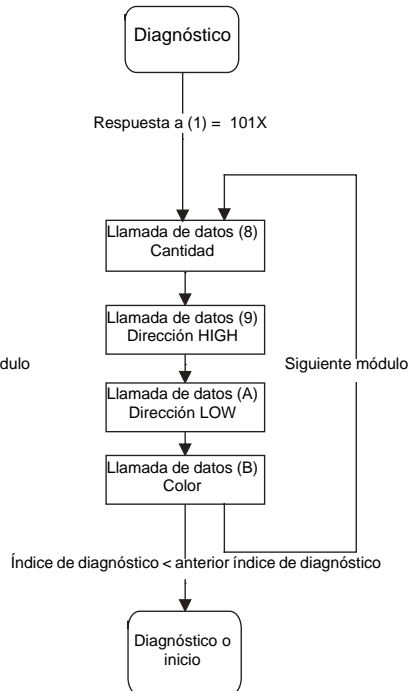 Diagnóstico
Respuesta a (1) = 101X
Llamada de datos (8)
Cantidad
Llamada de datos (9)
Dirección HIGH
dulo
Siguiente módulo
Llamada de datos (A)
Dirección LOW
Llamada de datos (B)
Color
Índice de diagnóstico < anterior índice de diagnóstico
Diagnóstico o
inicio